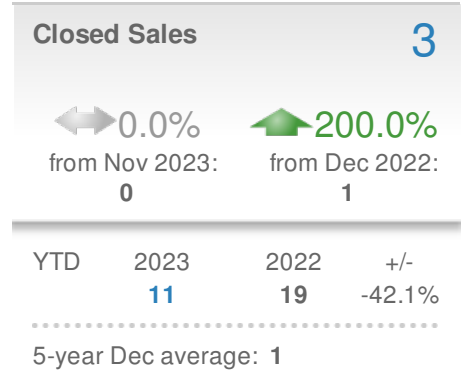 Closed Sales 3
0.0% 200.0%
from Nov 2023: from Dec 2022:
0 1
YTD 2023 2022 +/-
11 19 -42.1%
5-year Dec average: 1